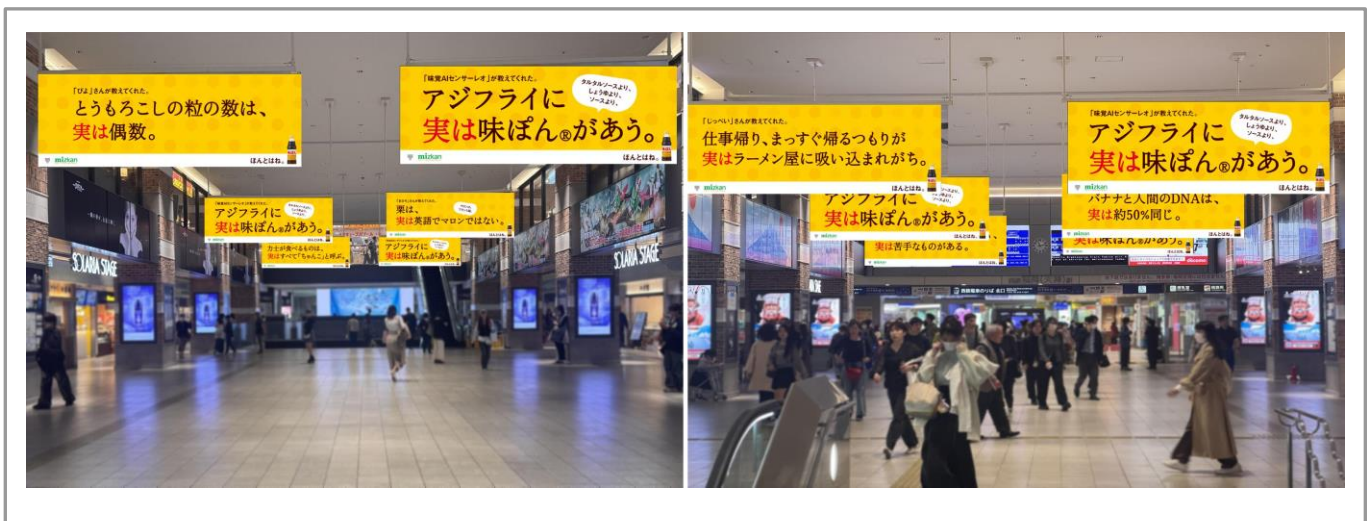 「ぴよ」さんが教えてくれた。
とうもろこしの粒の数は、
実は偶数。
mizkan
ほんとはね。
「味覚AIセンサーレオ」が教えてくれた。
アジフライに
実は味ぽん®があう。
タルタルソースより、
しょうゆより、
ソースより、
mizkan
ほんとはね。
アジフライに
実は味ぽん®があう。
栗は、
実は英語でマロンではない。
力士が食べるものは、
実はすべて「ちゃんこ」と呼ぶ。
アジフライに
実は味ぽん®があう。
SOLARIA STAGE
SOLARIA STAGE
「じっぺい」さんが教えてくれた。
仕事帰り、まっすぐ帰るつもりが
実はラーメン屋に吸い込まれがち。
mizkan
「味覚AIセンサーレオ」が教えてくれた。
アジフライに
実は味ぽん®があう。
タルタルソースより、
しょうゆより、
ソースより、
mizkan
ほんとはね。
アジフライに
実は味ぽん®があう。
ほんとはね。
実は苦手なものがある。
バナナと人間のDNAは、
実は約50%同じ。
ほんとはね。
実は味ぽん®があう。